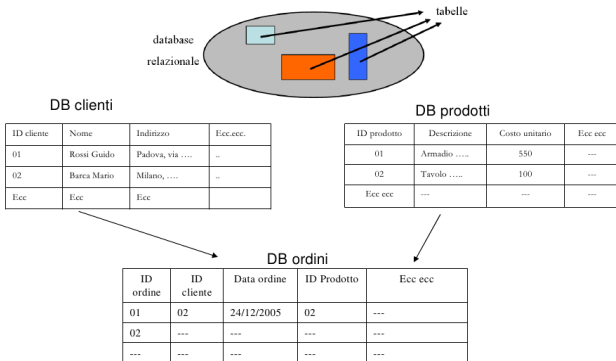 tabelle
database
relazionale
DB clienti
DB prodotti
ID cliente Nome Indirizzo Ecc.ecc.
01 Rossi Guido Padova, via …. ..
02 Barca Mario Milano, …. ..
Ecc Ecc Ecc
ID prodotto Descrizione Costo unitario Ecc ecc
01 Armadio ….. 550 ---
02 Tavolo ….. 100 ---
Ecc ecc --- --- ---
DB ordini
ID ordine ID cliente Data ordine ID Prodotto Ecc ecc
01 02 24/12/2005 02 ---
02 --- --- --- ---
--- --- --- --- ---